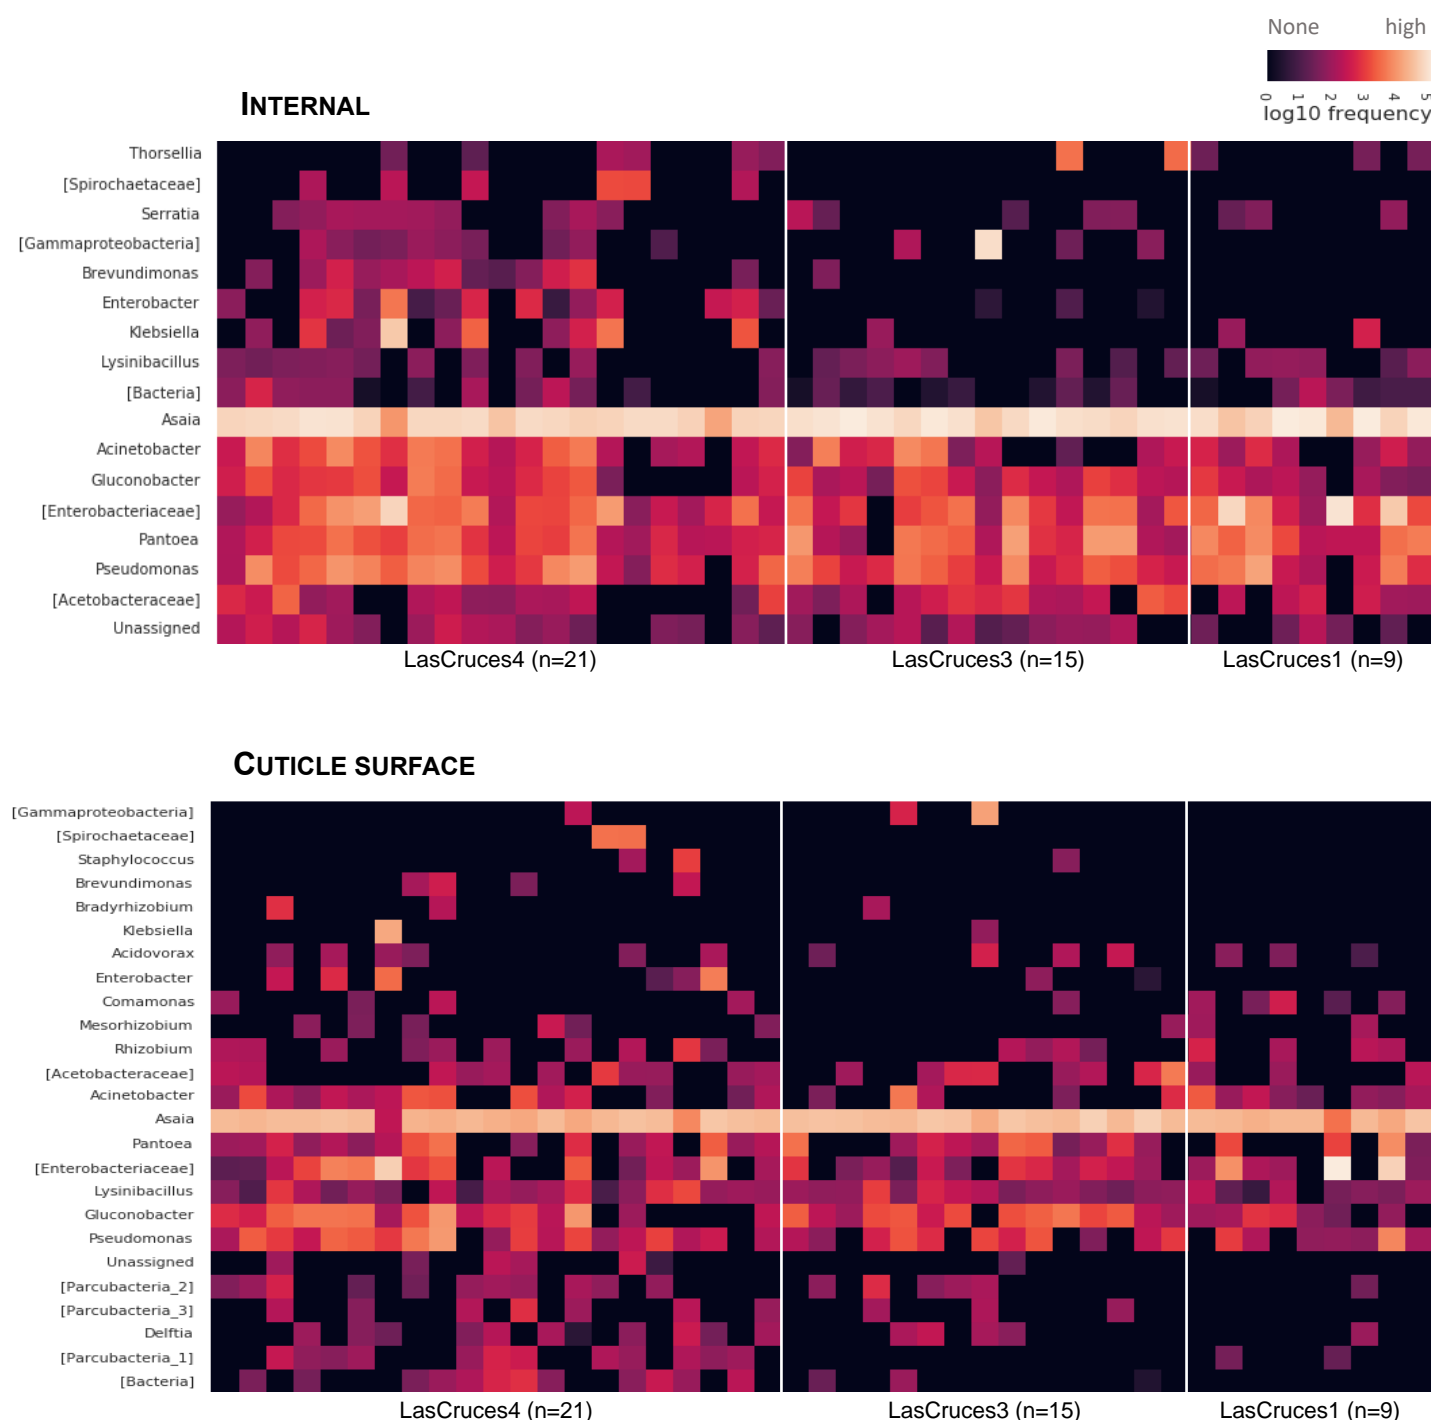 None high
0 1 2 3 4 5
log10 frequency
INTERNAL
Thorsellia
[Spirochaetaceae]
Serratia
[Gammaproteobacteria]
Brevundimonas
Enterobacter
Klebsiella
Lysinibacillus
[Bacteria]
Asaia
Acinetobacter
Gluconobacter
[Enterobacteriaceae]
Pantoea
Pseudomonas
[Acetobacteraceae]
Unassigned
LasCruces4 (n=21) LasCruces3 (n=15) LasCruces1 (n=9)
CUTICLE SURFACE
[Gammaproteobacteria]
[Spirochaetaceae]
Staphylococcus
Brevundimonas
Bradyrhizobium
Klebsiella
Acidovorax
Enterobacter
Comamonas
Mesorhizobium
Rhizobium
[Acetobacteraceae]
Acinetobacter
Asaia
Pantoea
[Enterobacteriaceae]
Lysinibacillus
Gluconobacter
Pseudomonas
Unassigned
[Parcubacteria_2]
[Parcubacteria_3]
Delftia
[Parcubacteria_1]
[Bacteria]
LasCruces4 (n=21) LasCruces3 (n=15) LasCruces1 (n=9)